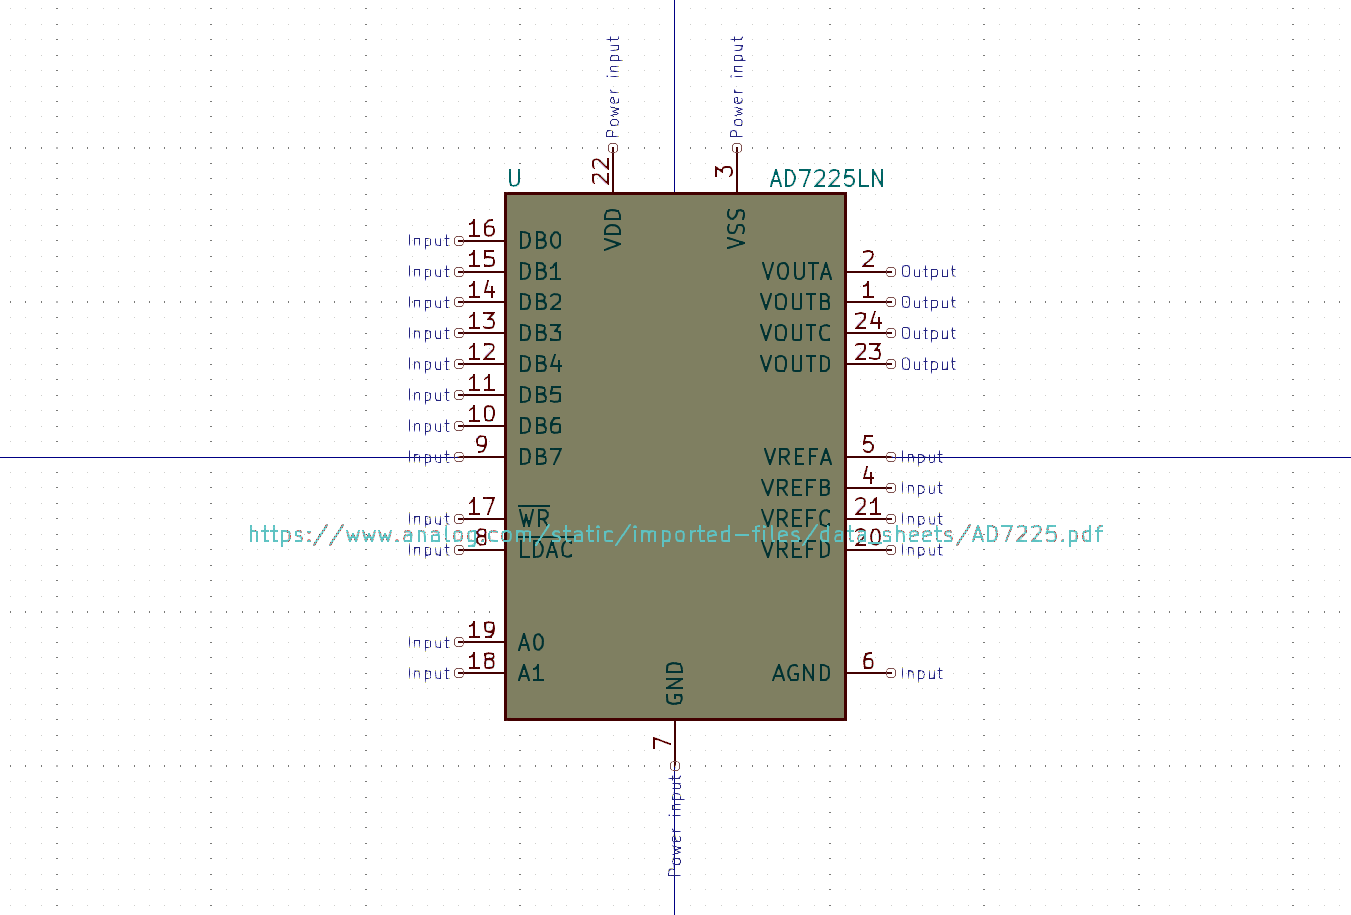 Power input
Power input
22
3
U
AD7225LN
VDD
VSS
Input 16 DB0
Input 15 DB1
VOUTA 2 Output
Input 14 DB2
VOUTB 1 Output
Input 13 DB3
VOUTC 24 Output
Input 12 DB4
VOUTD 23 Output
Input 11 DB5
Input 10 DB6
Input 9 DB7
VREFA 5 Input
VREFB 4 Input
Input 17 WR
VREFC 21 Input
https://www.analog.com/static/imported-files/data_sheets/AD7225.pdf
Input 8 LDAC
VREFD 20 Input
Input 19 A0
Input 18 A1
AGND 6 Input
GND
7
Power input